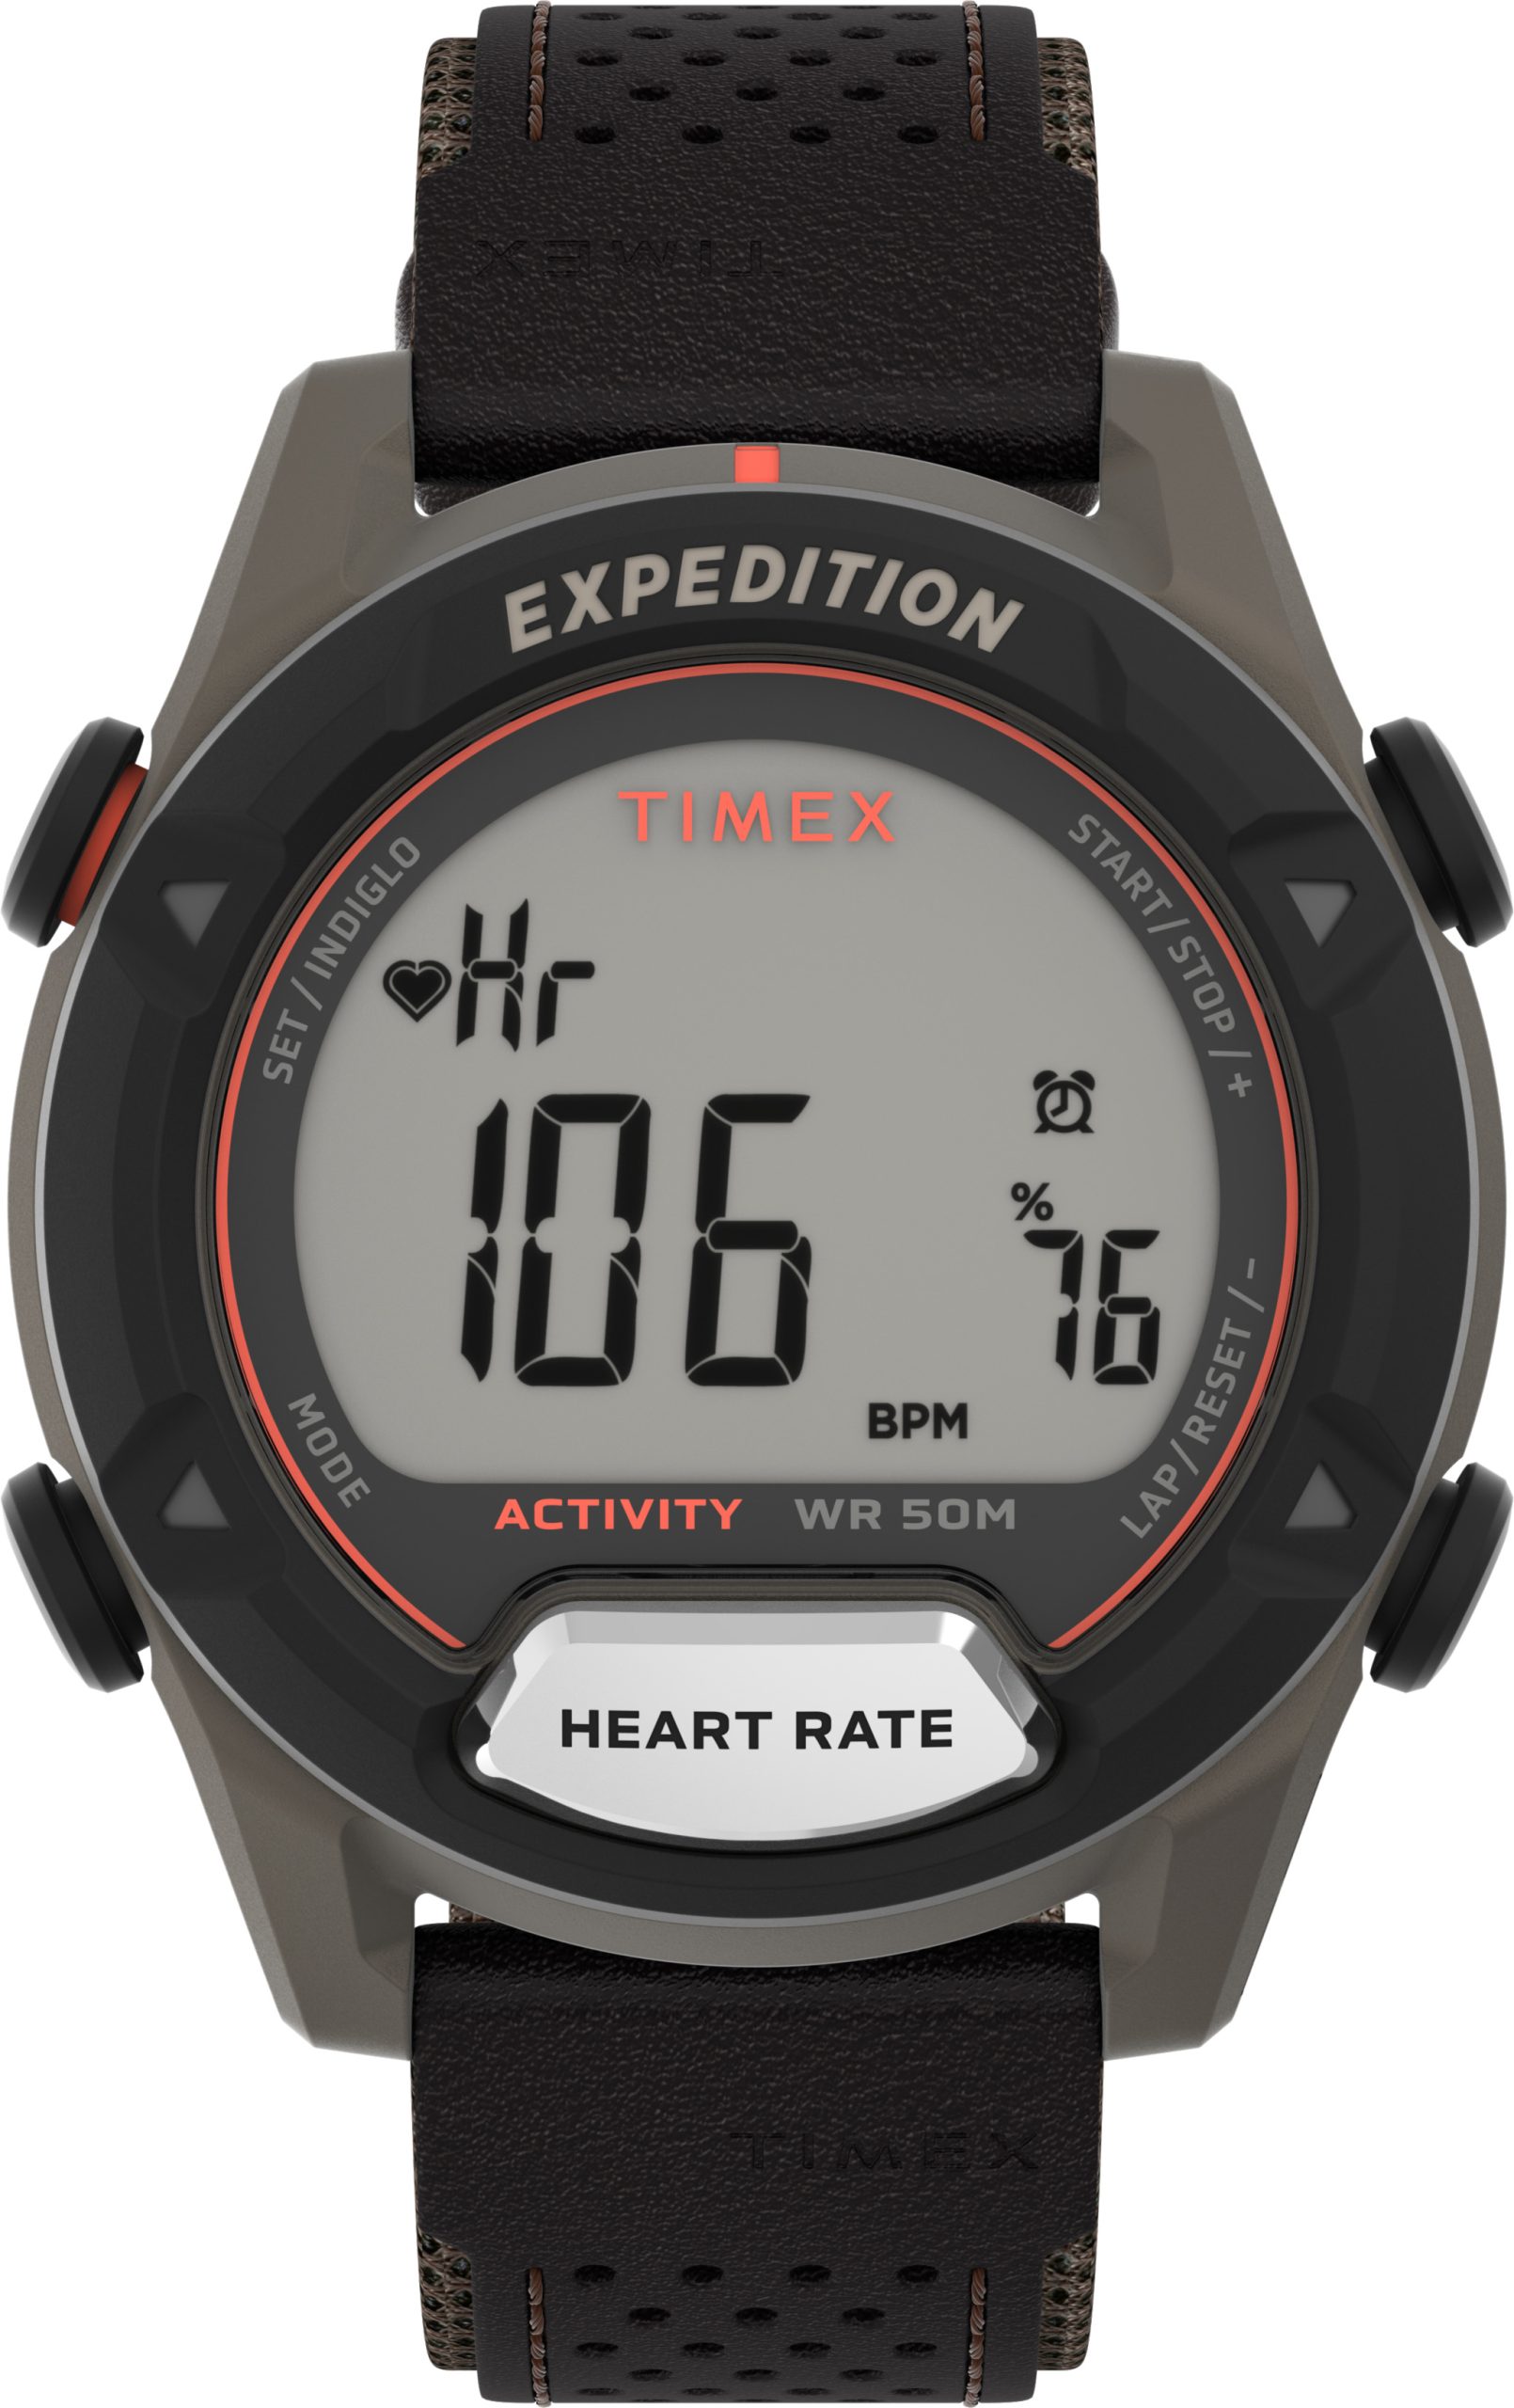 TIMEX
EXPEDITION
TIMEX
SET / INDIGLO
START/STOP /+
Hr
106
%
76
BPM
MODE
LAP/RESET /-
ACTIVITY WR 50M
HEART RATE
TIMEX